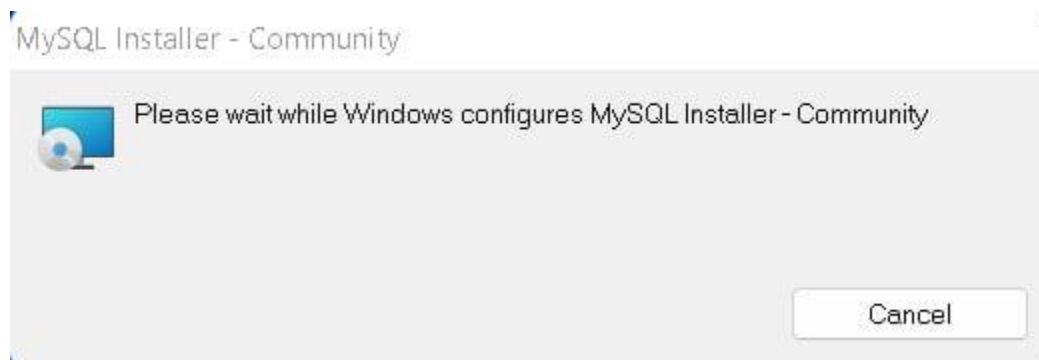 MySQL Installer - Community
Please wait while Windows configures MySQL Installer - Community
Cancel